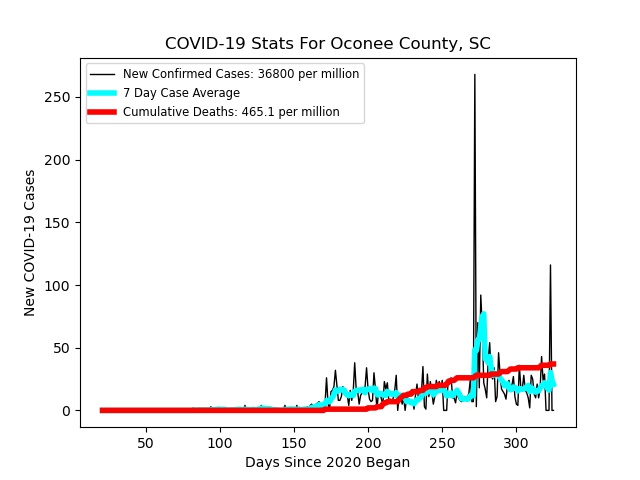 COVID-19 Stats For Oconee County, SC
New Confirmed Cases: 36800 per million
7 Day Case Average
Cumulative Deaths: 465.1 per million
New COVID-19 Cases
250
200
150
100
50
0
50 100 150 200 250 300
Days Since 2020 Began